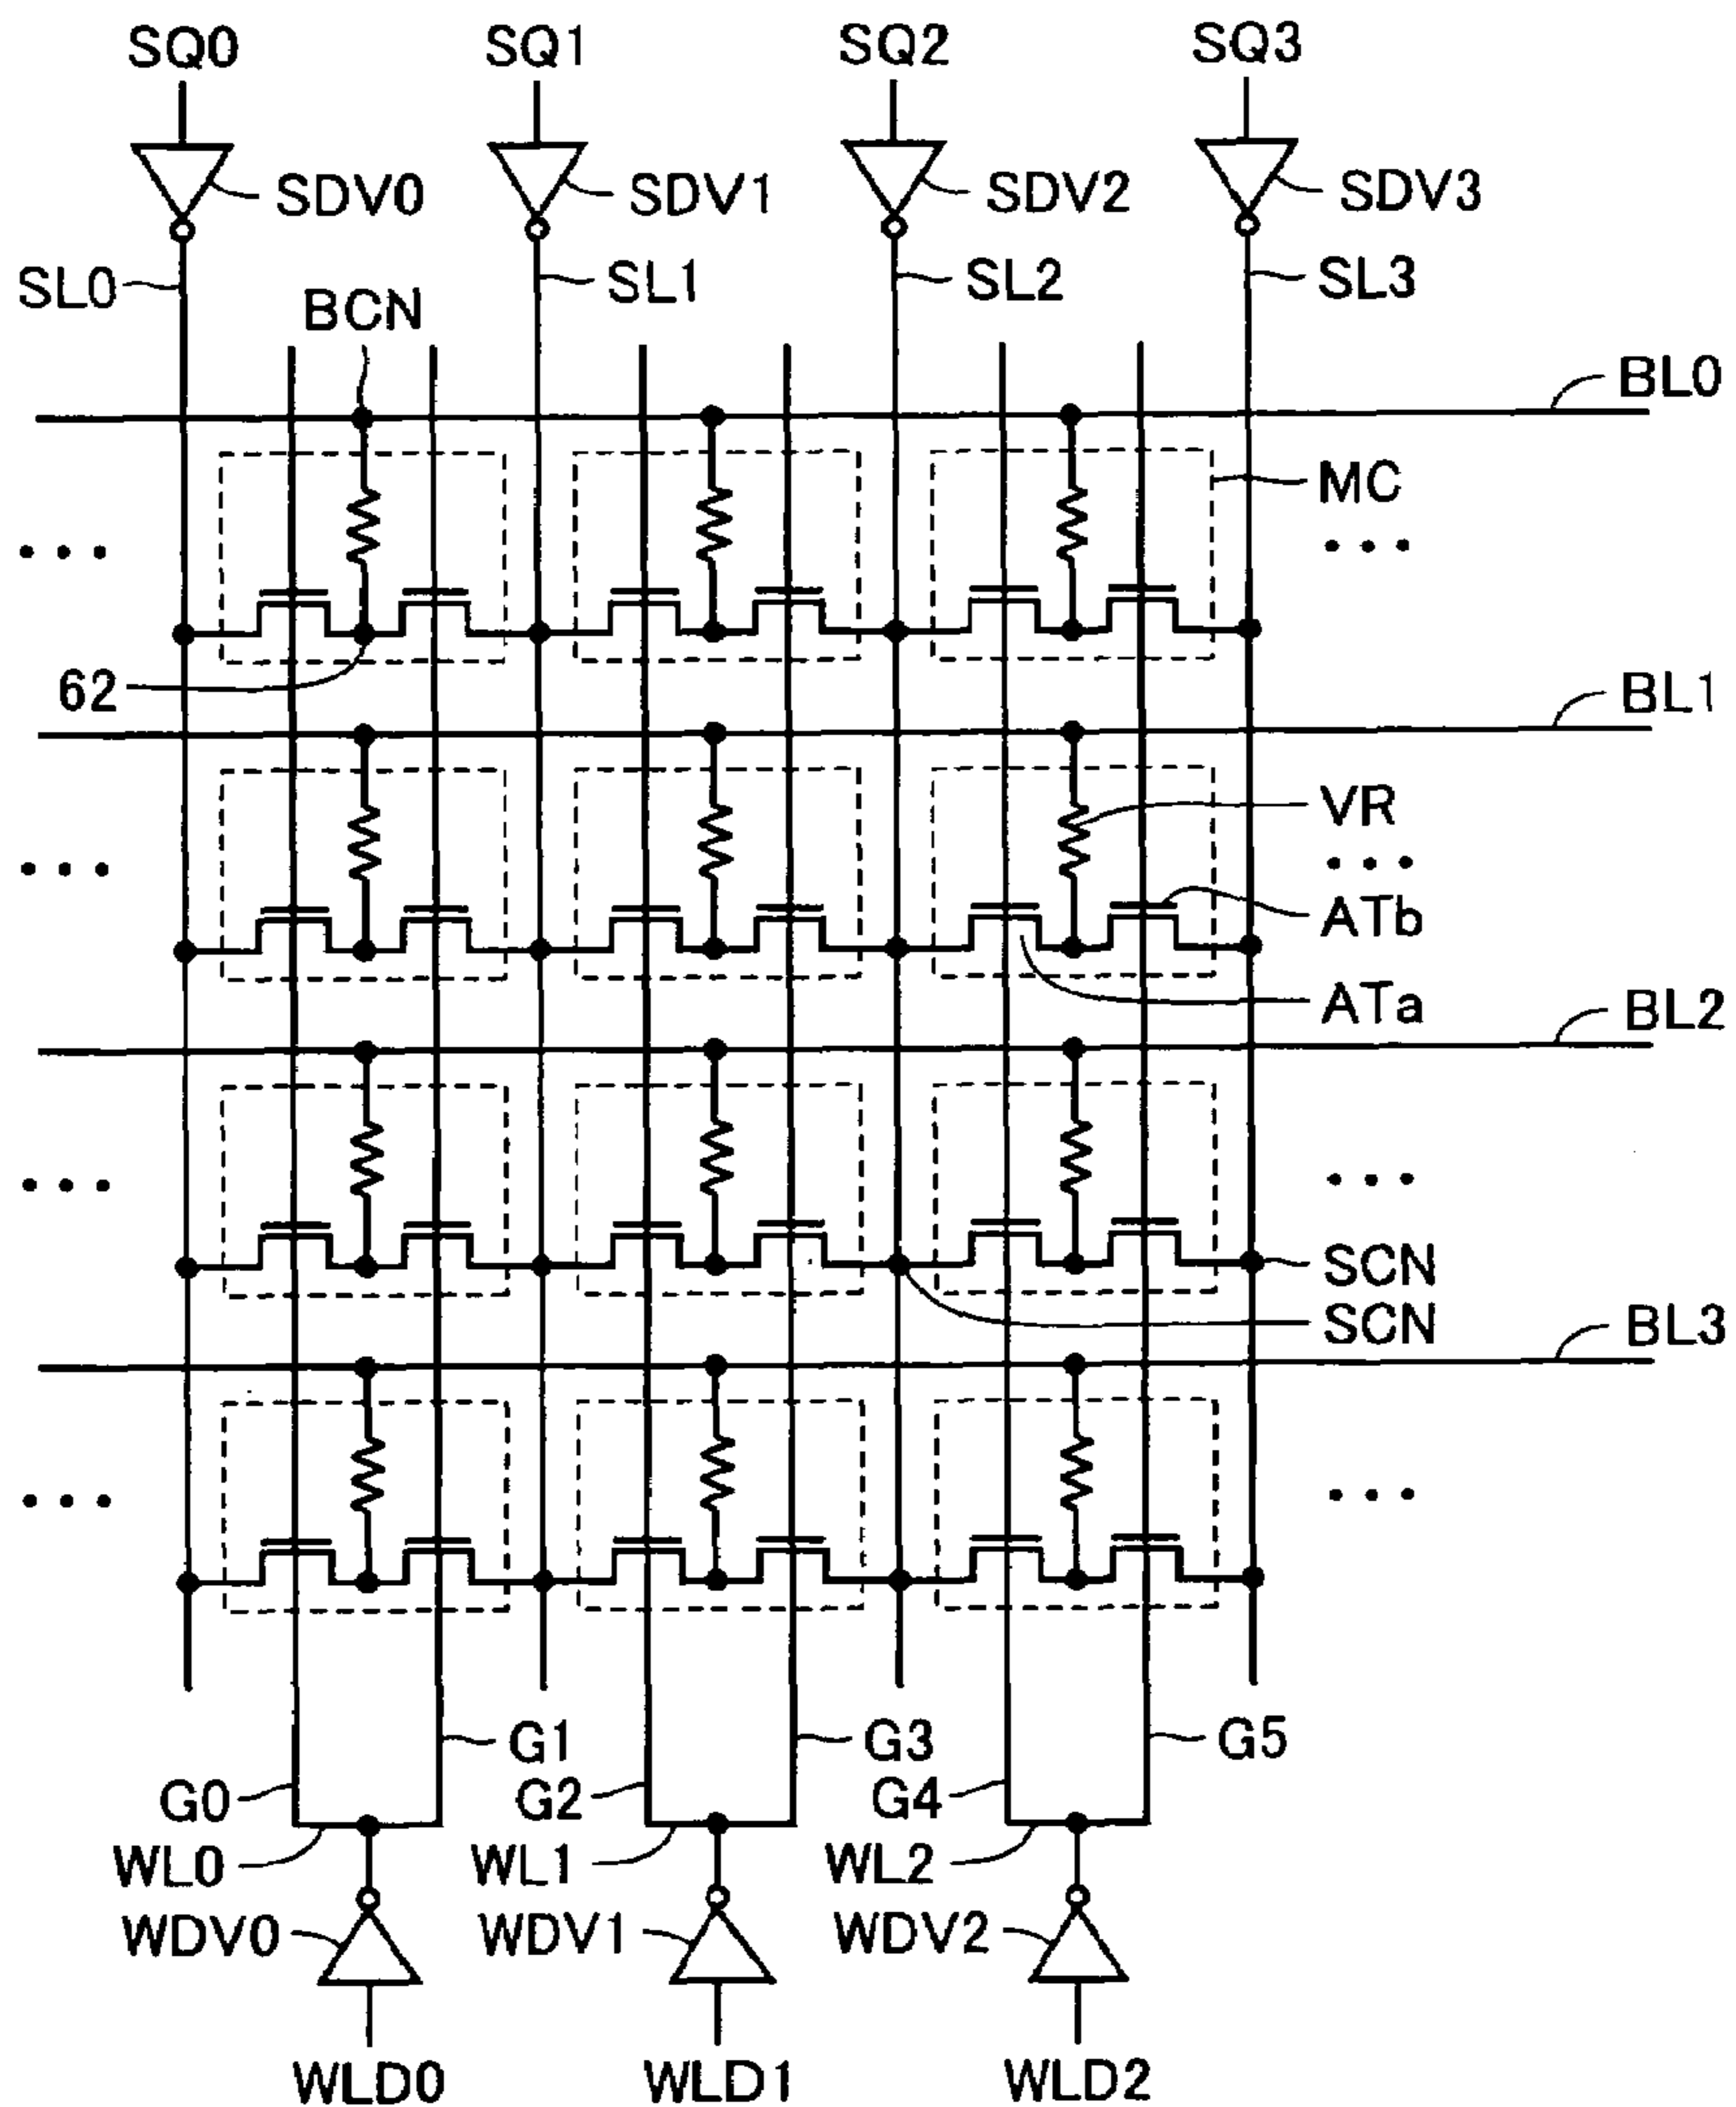 SQ0 SQ1 SQ2 SQ3
SDV0 SDV1 SDV2 SDV3
SL0 SL1 SL2 SL3
BCN
BL0
MC
62
BL1
VR
ATb
ATa
BL2
SCN
SCN
BL3
G1 G3 G5
G0 G2 G4
WL0 WL1 WL2
WDV0 WDV1 WDV2
WLD0 WLD1 WLD2